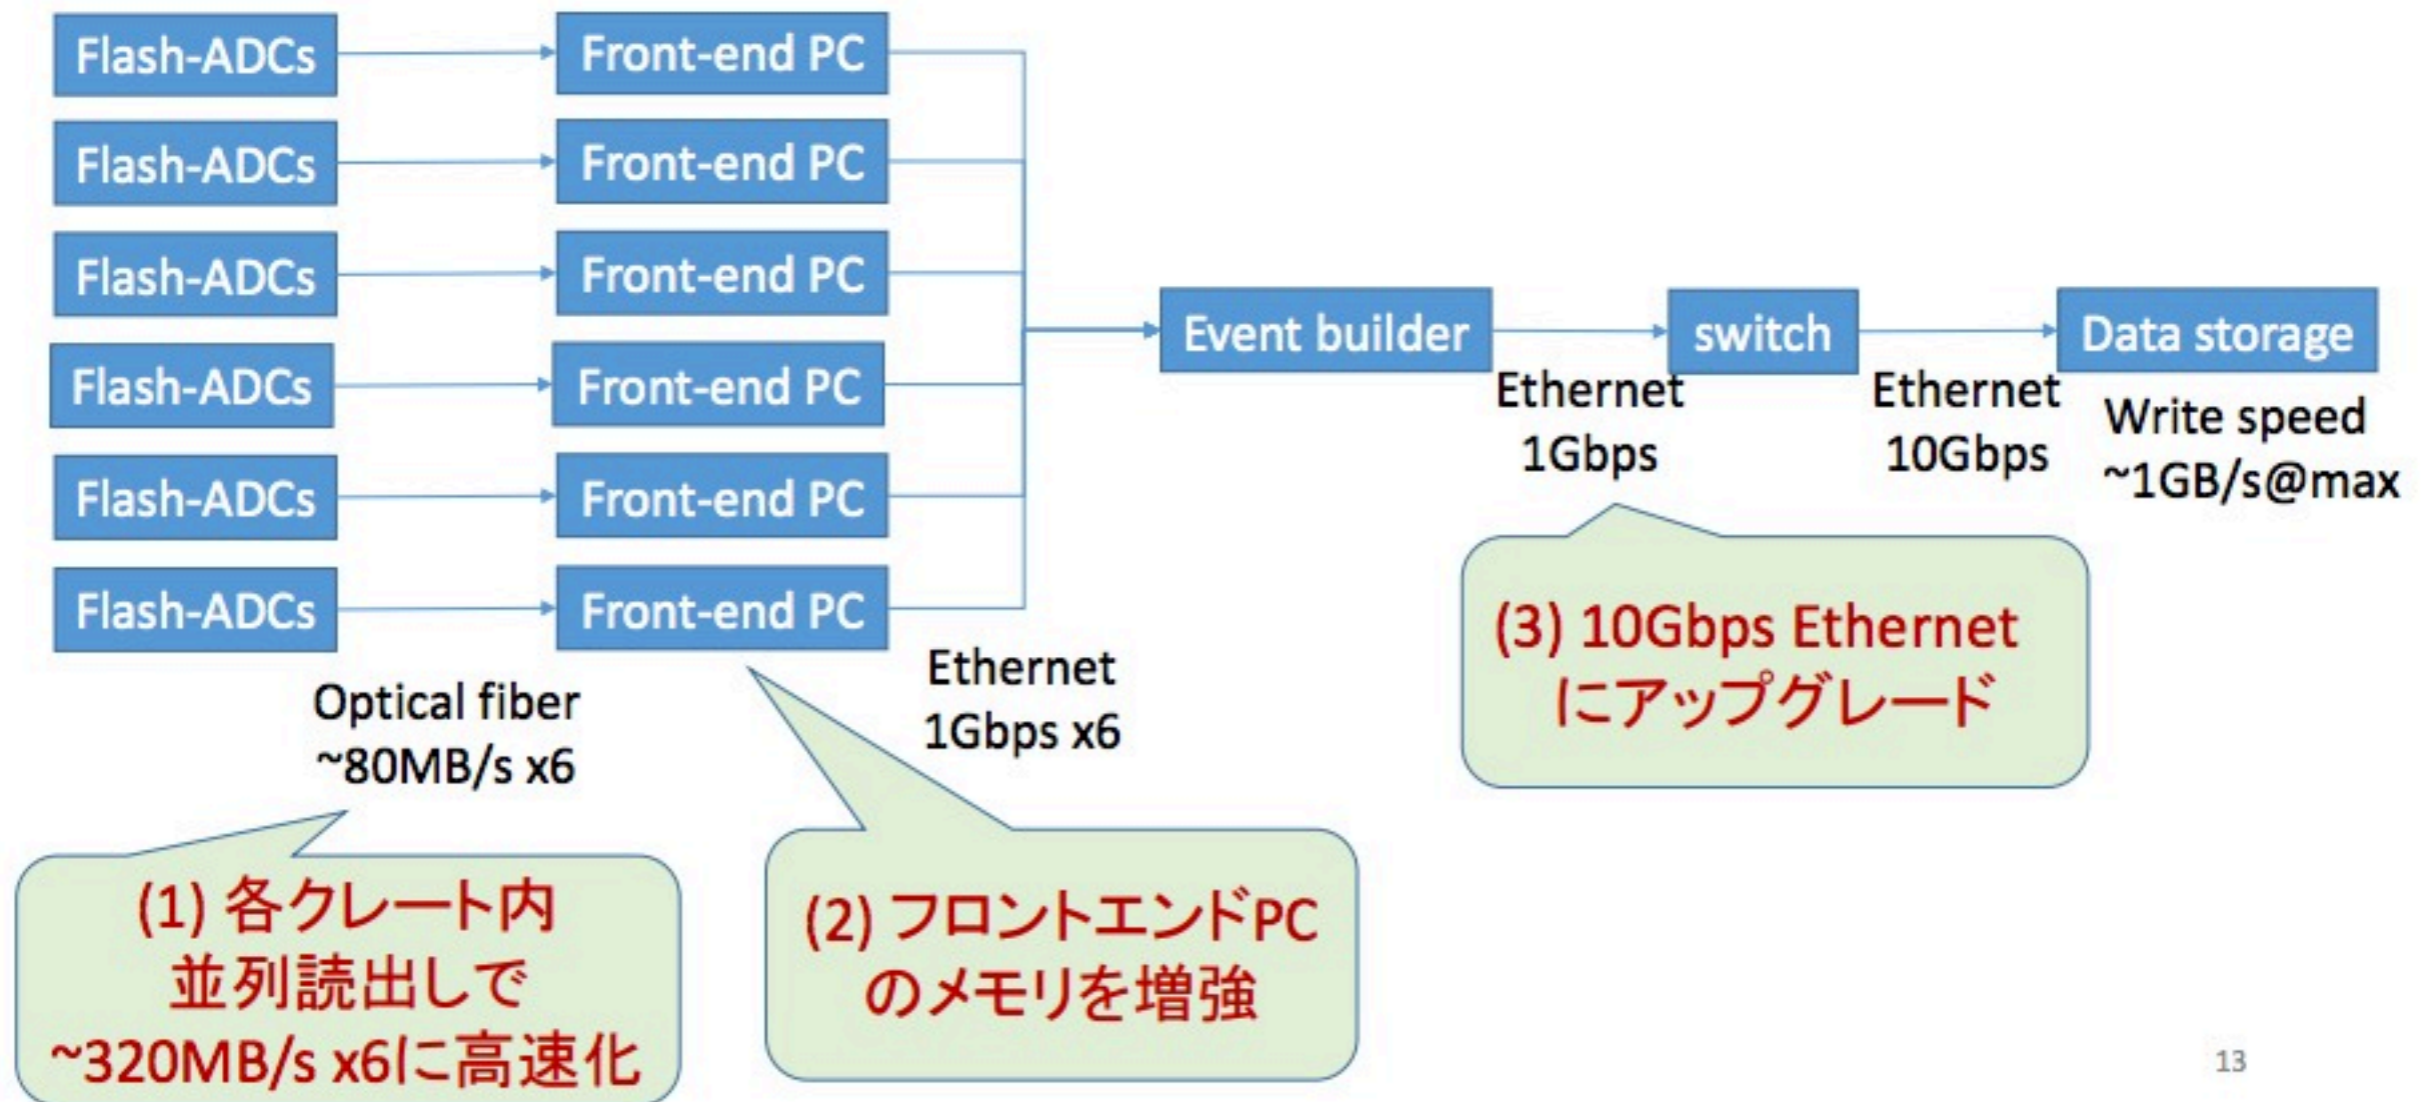 Flash-ADCs
Front-end PC
Flash-ADCs
Front-end PC
Flash-ADCs
Front-end PC
Flash-ADCs
Front-end PC
Flash-ADCs
Front-end PC
Flash-ADCs
Front-end PC
Event builder
switch
Data storage
Ethernet
1Gbps
Ethernet
10Gbps
Write speed
~1GB/s@max
Optical fiber
~80MB/s x6
Ethernet
1Gbps x6
(1) 各クレート内
並列読出しで
~320MB/s x6に高速化
(2) フロントエンドPC
のメモリを増強
(3) 10Gbps Ethernet
にアップグレード
13